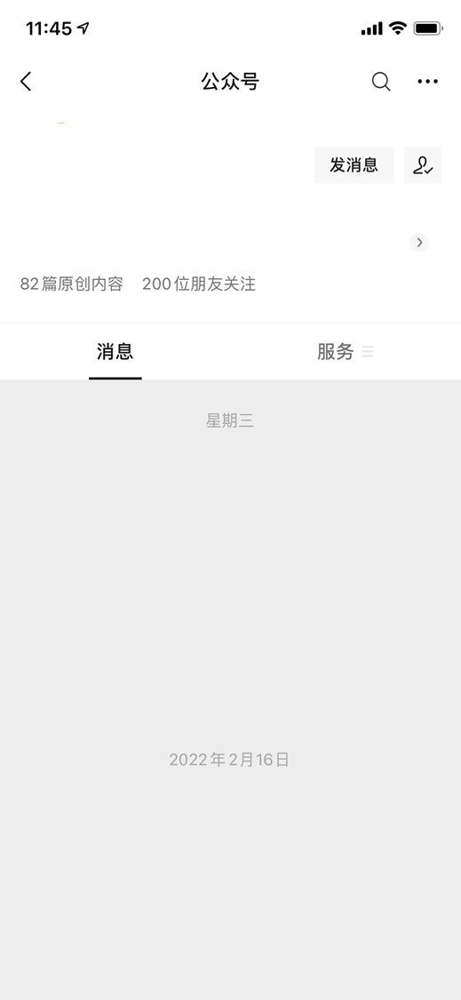 11:45
公众号
发消息
82篇原创内容 200位朋友关注
消息 服务
星期三
2022年2月16日